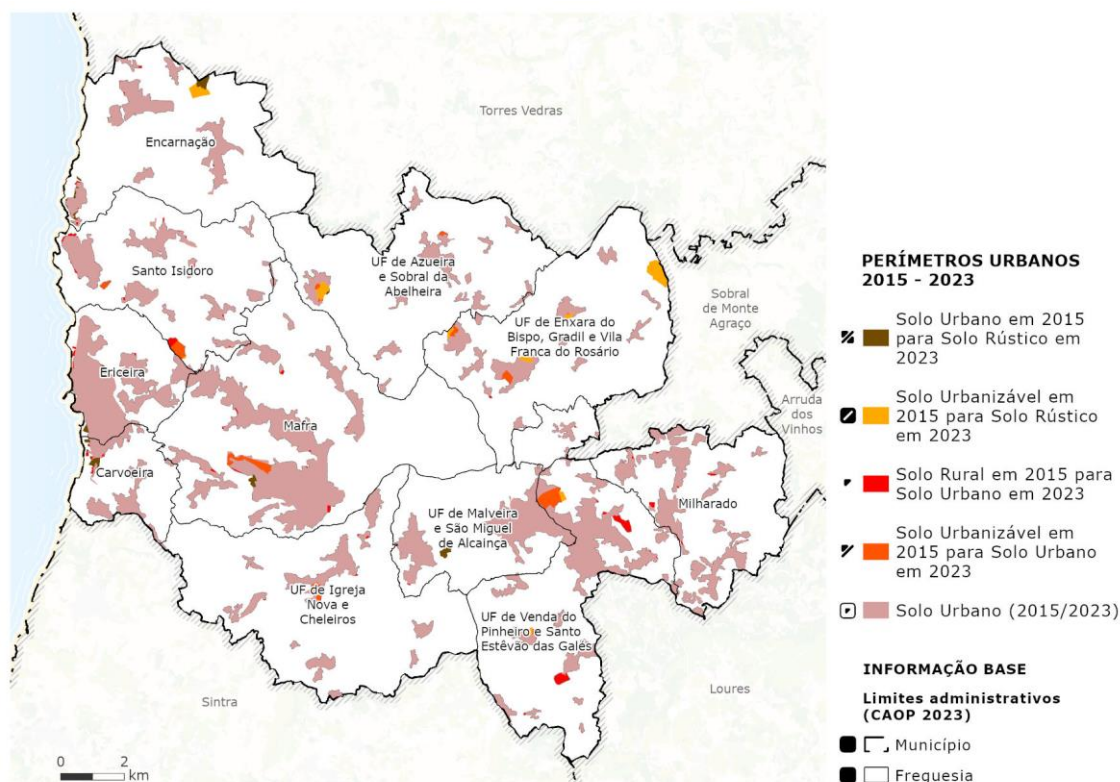 Torres Vedras
Encarnação
Santo Isidoro
UF de Azueira
e Sobral da
Abelheira
Sobral
de Monte
Agraço
UF de Enxara do
Bispo, Gradil e Vila
Franca do Rosário
Ericeira
Arruda
dos
Vinhos
Mafra
Carvoeira
Milharado
UF de Malveira
e São Miguel
de Alcainça
UF de Igreja
Nova e
Cheleiros
UF de Venda do
Pinheiro e Santo
Estêvão das Galés
Sintra
Loures
0 2
km
PERÍMETROS URBANOS
2015 - 2023
Solo Urbano em 2015
para Solo Rústico em
2023
Solo Urbanizável em
2015 para Solo Rústico
em 2023
Solo Rural em 2015 para
Solo Urbano em 2023
Solo Urbanizável em
2015 para Solo Urbano
em 2023
Solo Urbano (2015/2023)
INFORMAÇÃO BASE
Limites administrativos
(CAOP 2023)
Município
Freguesia